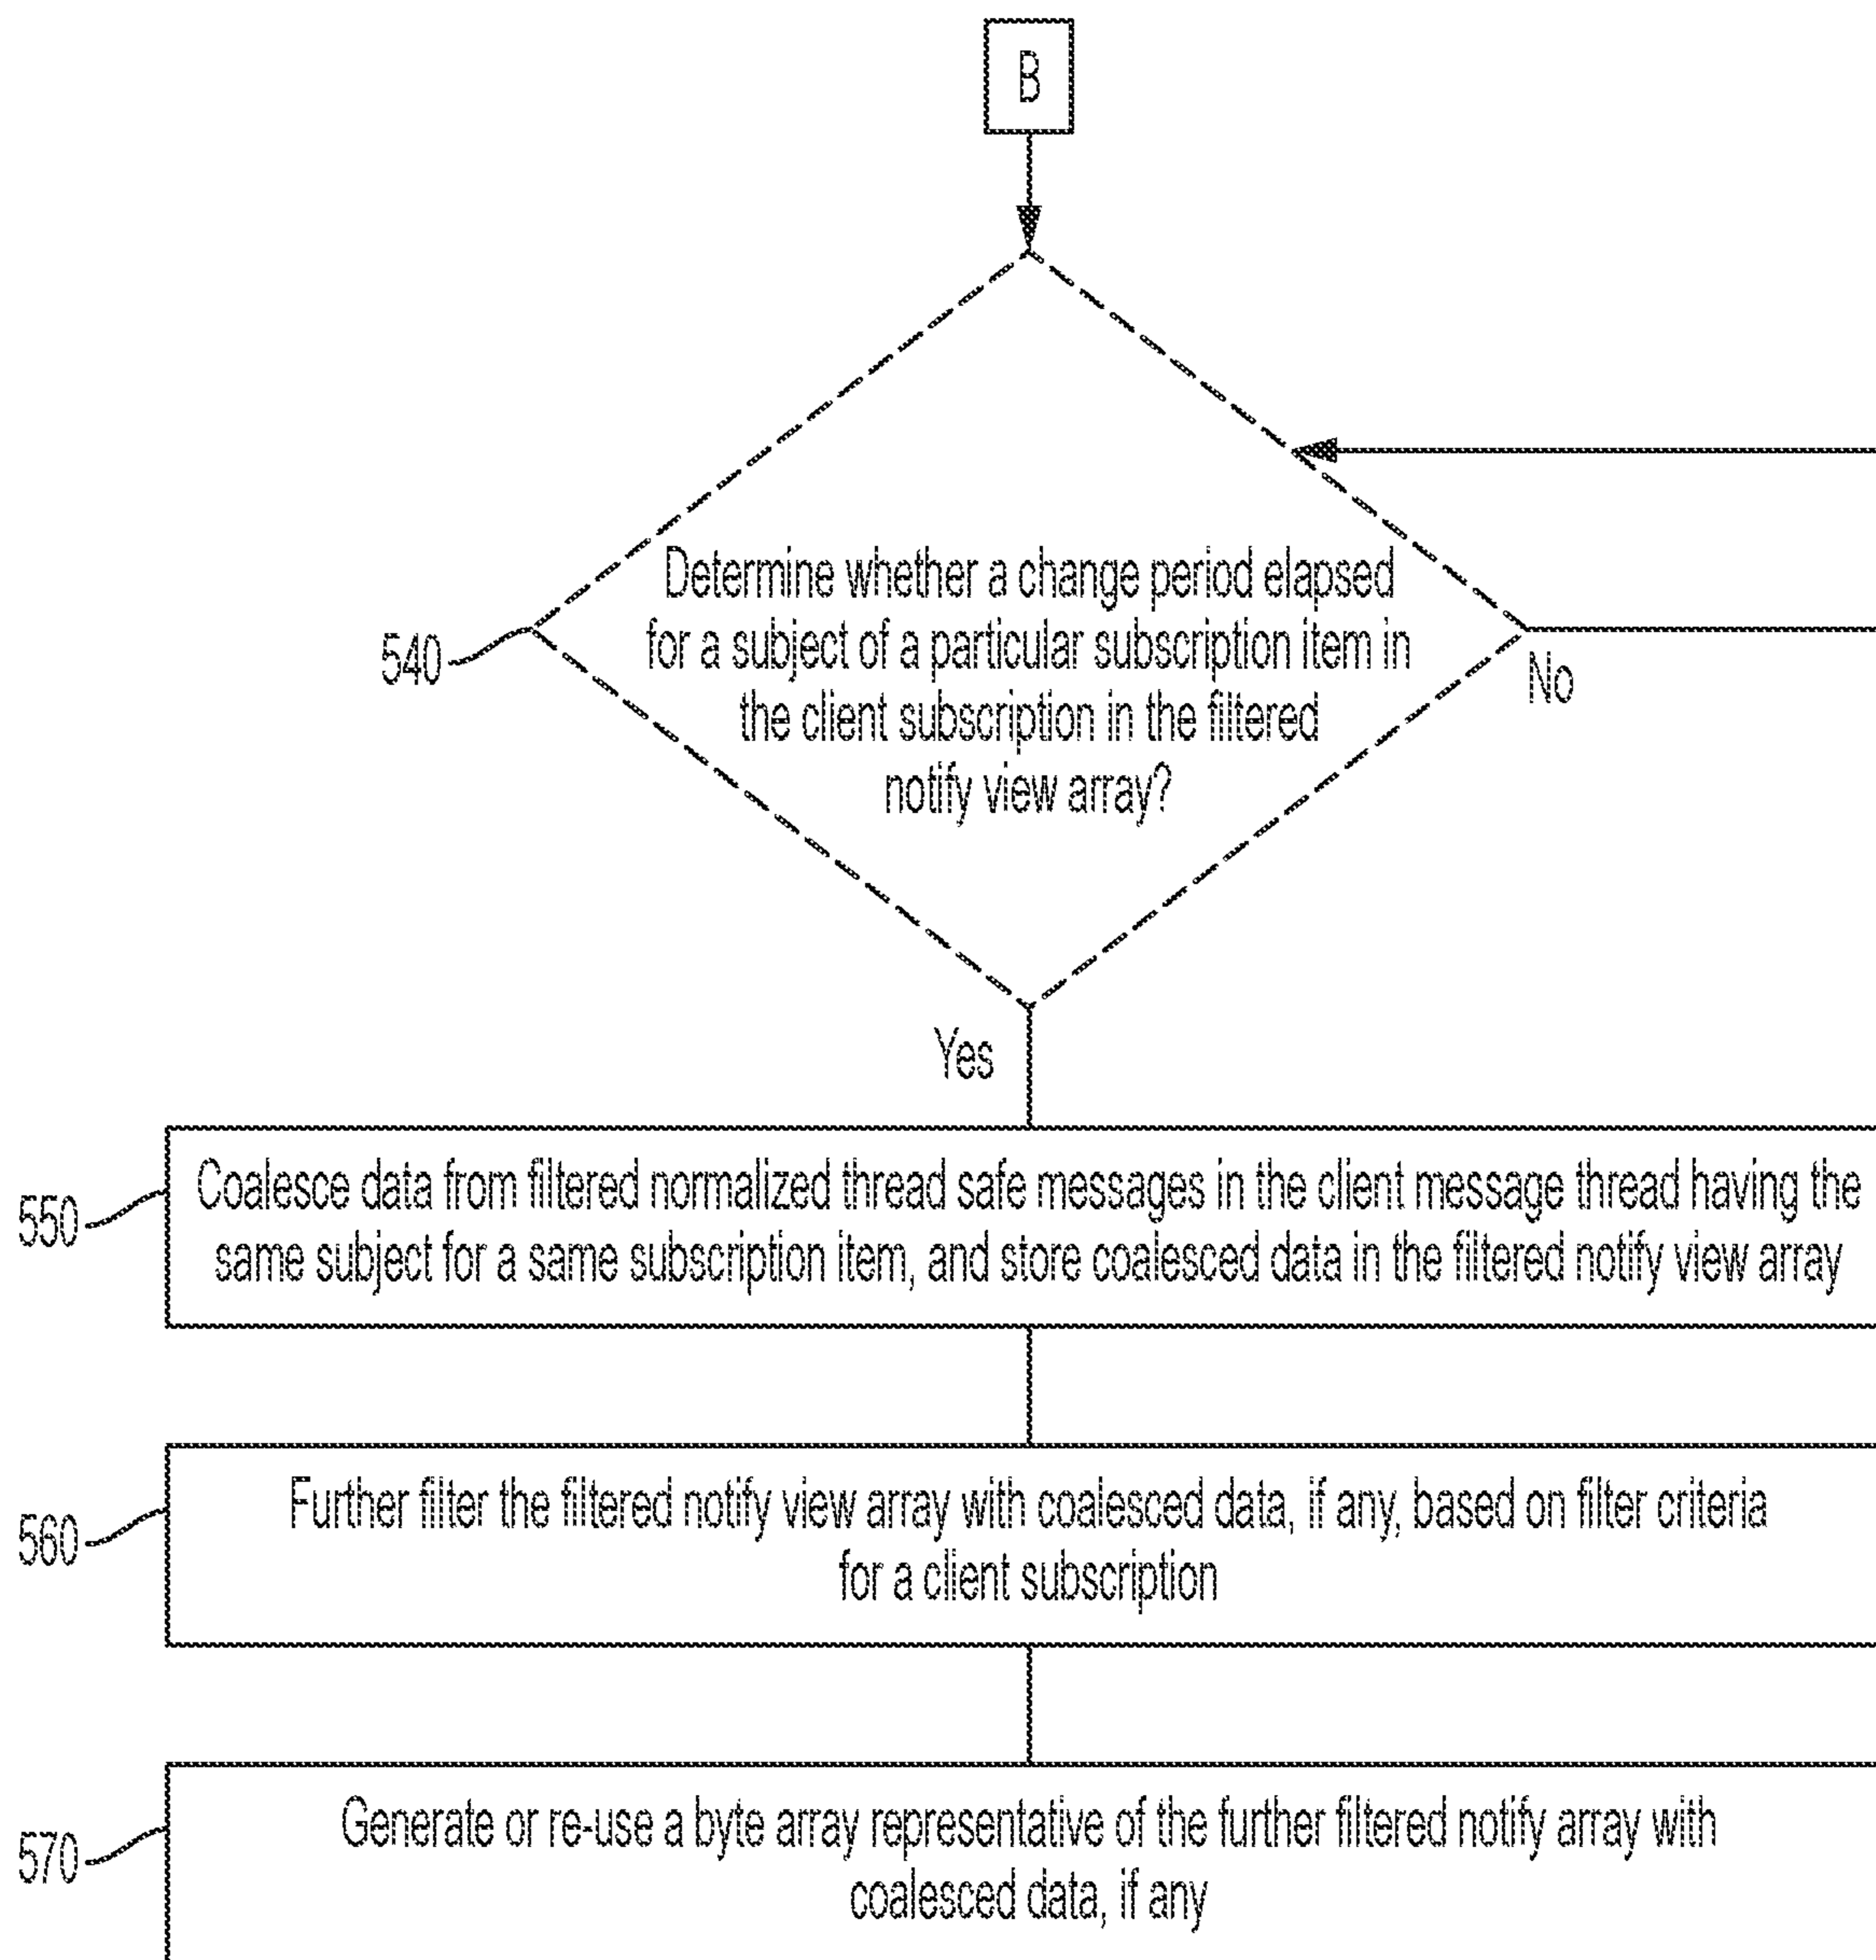 B
Determine whether a change period elapsed
for a subject of a particular subscription item in
the client subscription in the filtered
notify view array?
540
No
Yes
550
Coalesce data from filtered normalized thread safe messages in the client message thread having the
same subject for a same subscription item, and store coalesced data in the filtered notify view array
560
Further filter the filtered notify view array with coalesced data, if any, based on filter criteria
for a client subscription
570
Generate or re-use a byte array representative of the further filtered notify array with
coalesced data, if any